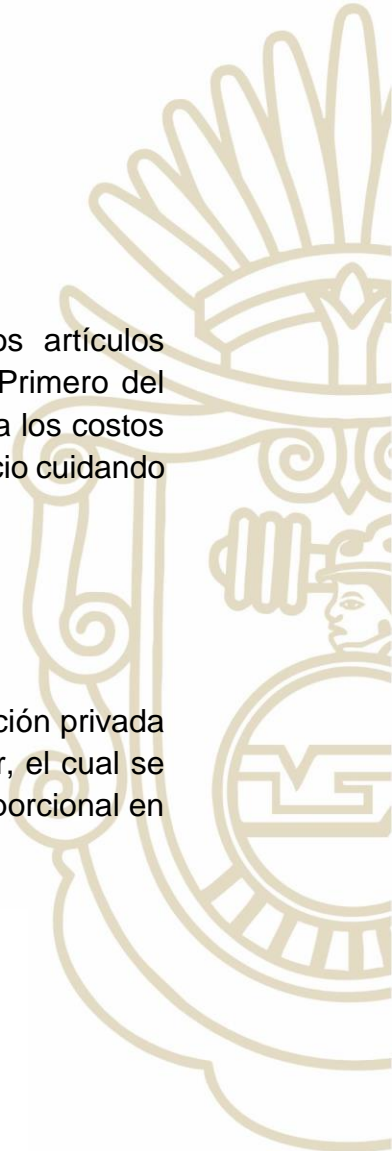 os artículos
Primero del
a los costos
cio cuidando
ción privada
r, el cual se
porcional en